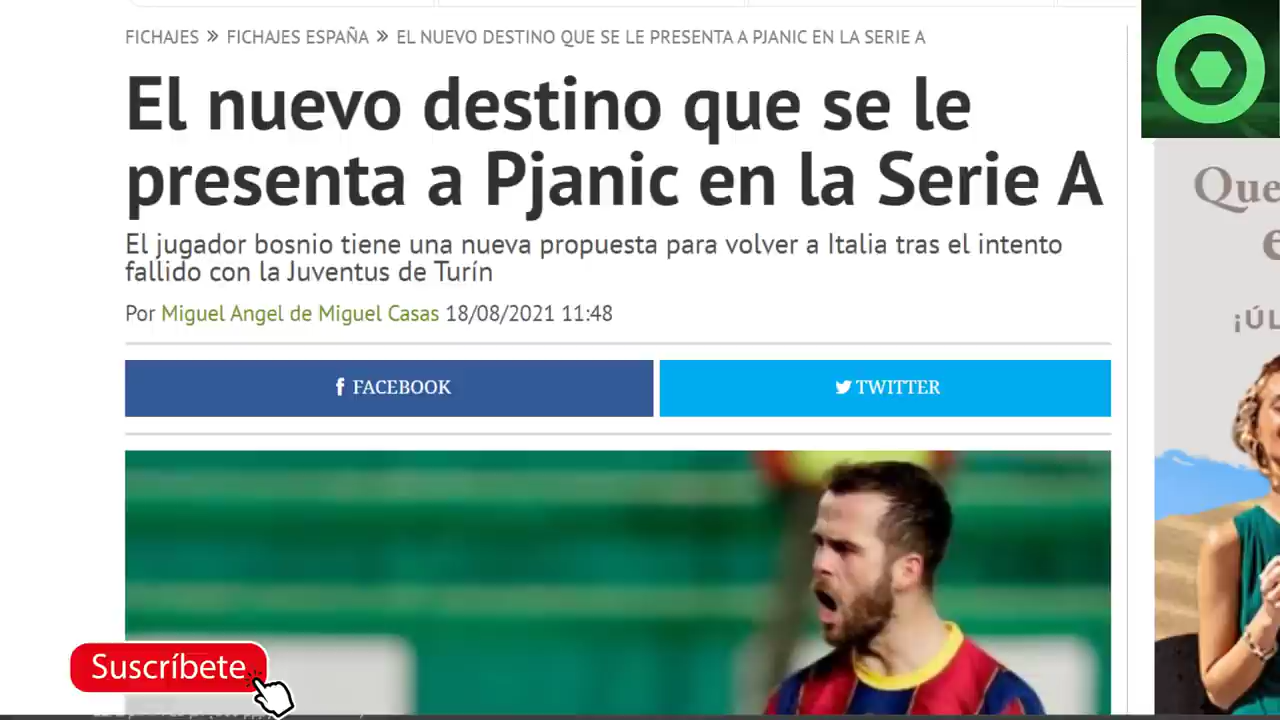 FICHAJES » FICHAJES ESPAÑA » EL NUEVO DESTINO QUE SE LE PRESENTA A PJANIC EN LA SERIE A
El nuevo destino que se le
presenta a Pjanic en la Serie A
El jugador bosnio tiene una nueva propuesta para volver a Italia tras el intento
fallido con la Juventus de Turín
Por Miguel Angel de Miguel Casas 18/08/2021 11:48
FACEBOOK
TWITTER
Que
¡ÚL
Suscríbete